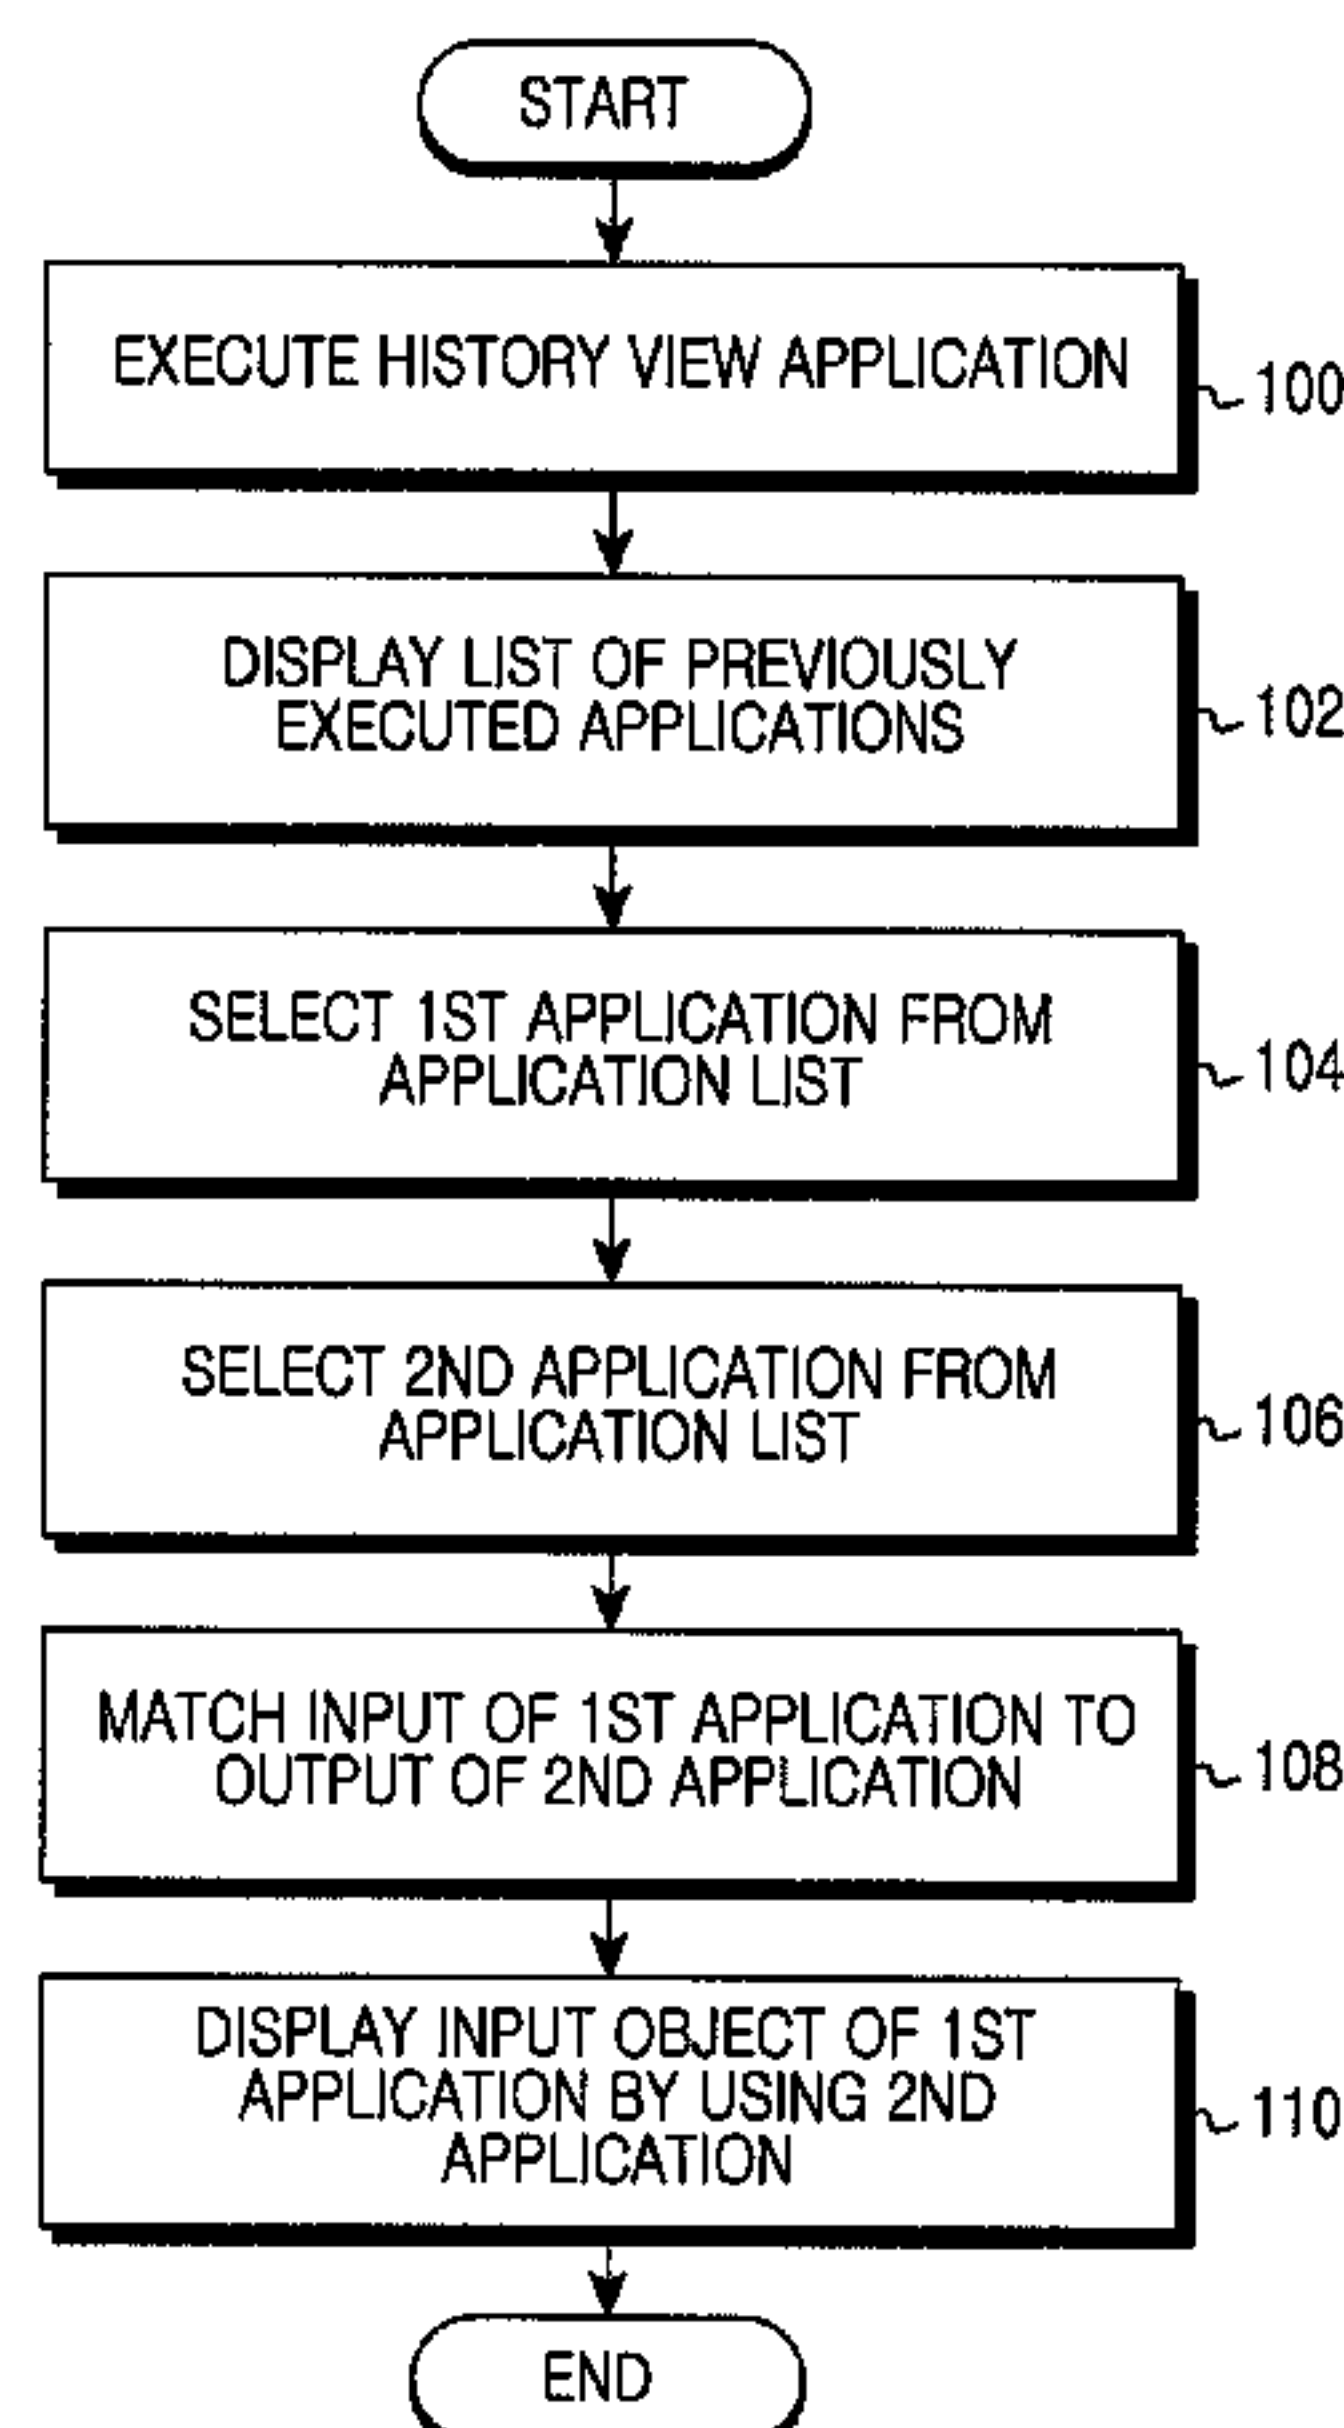 START
EXECUTE HISTORY VIEW APPLICATION
100
DISPLAY LIST OF PREVIOUSLY
EXECUTED APPLICATIONS
102
SELECT 1ST APPLICATION FROM
APPLICATION LIST
104
SELECT 2ND APPLICATION FROM
APPLICATION LIST
106
MATCH INPUT OF 1ST APPLICATION TO
OUTPUT OF 2ND APPLICATION
108
DISPLAY INPUT OBJECT OF 1ST
APPLICATION BY USING 2ND
APPLICATION
110
END